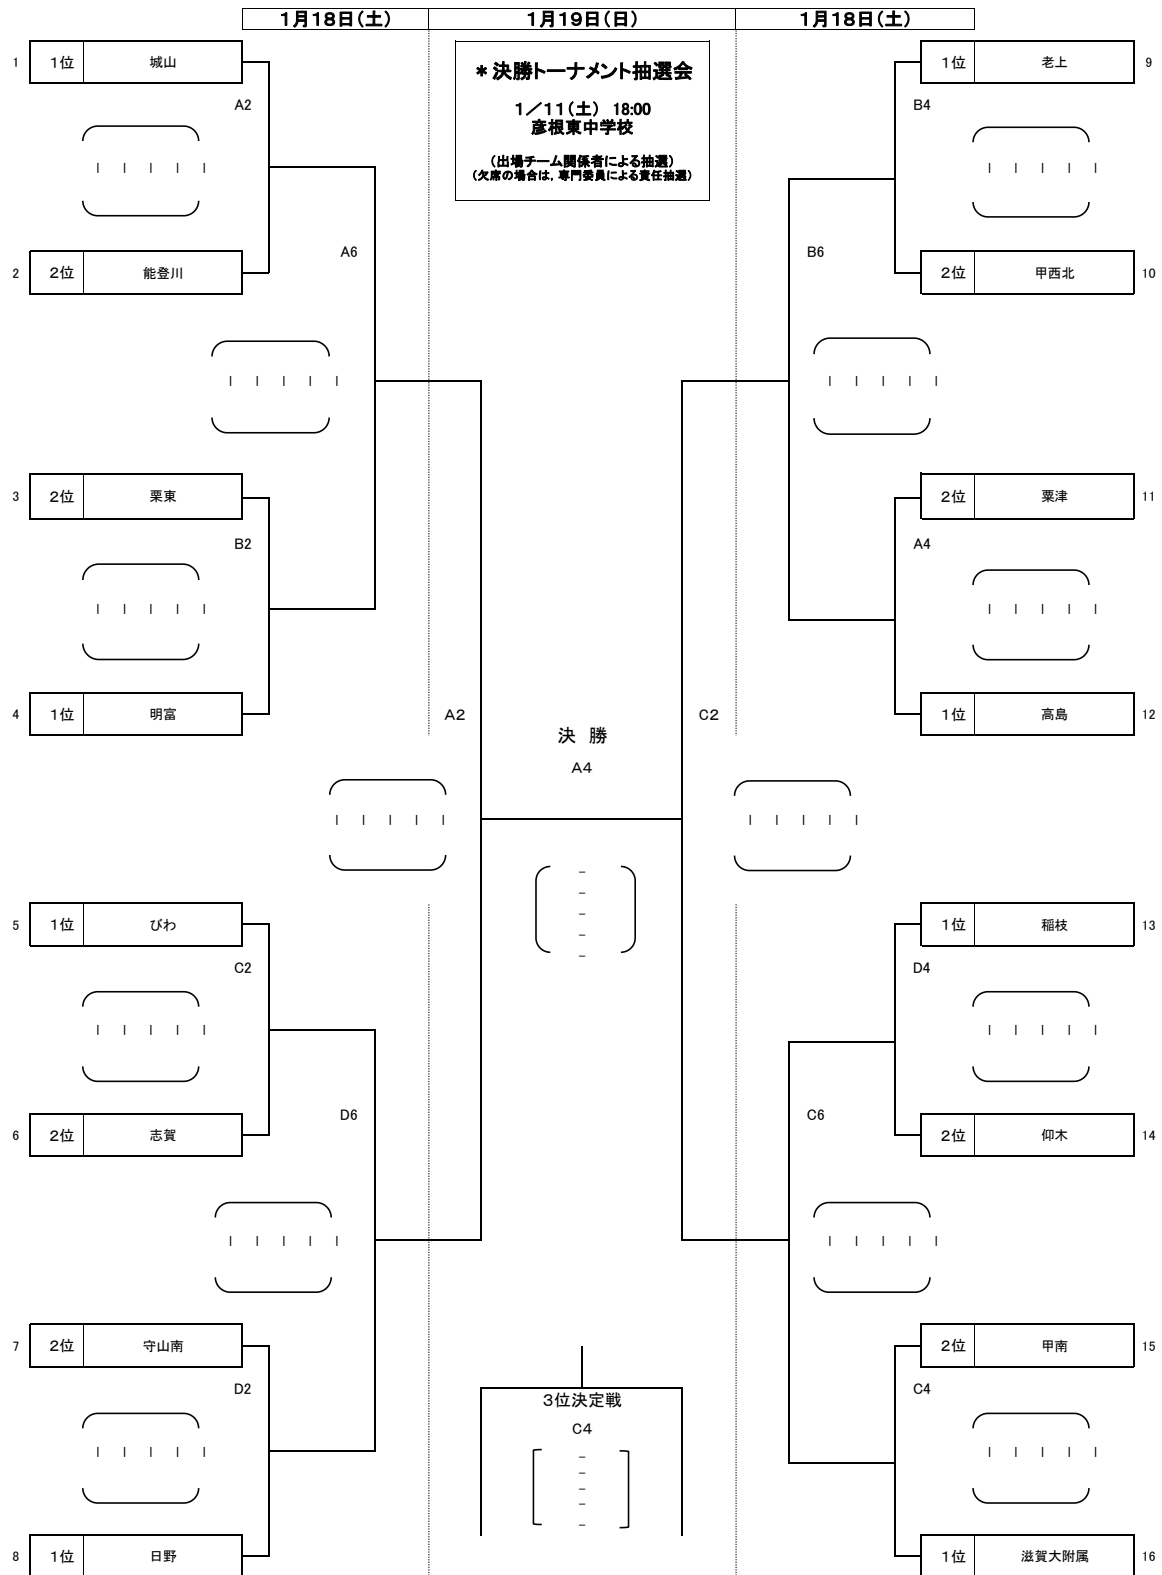 1月18日(土) 1月19日(日) 1月18日(土)
1 1位 城山
9 1位 老上
*決勝トーナメント抽選会
1/11(土) 18:00
彦根東中学校
(出場チーム関係者による抽選)
(欠席の場合は,専門委員による責任抽選)
A2
B4
A6
B6
2 2位 能登川
2位 甲西北 10
3 2位 栗東
2位 粟津 11
B2
A4
4 1位 明富
1位 高島 12
A2
C2
決 勝
A4
5 1位 びわ
1位 稲枝 13
C2
D4
D6
C6
6 2位 志賀
2位 仰木 14
7 2位 守山南
2位 甲南 15
D2
C4
3位決定戦
C4
8 1位 日野
1位 滋賀大附属 16